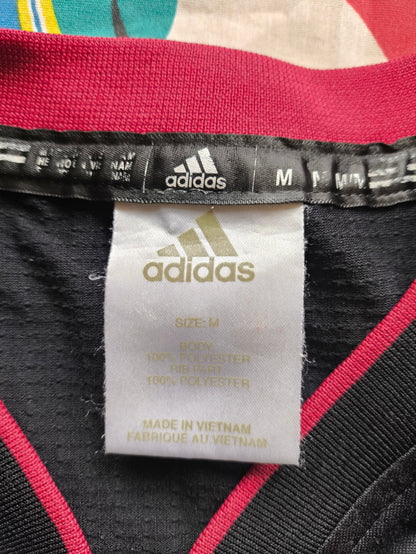 adidas
M
adidas
SIZE: M
BODY
100% POLYESTER
RIB PART
100% POLYESTER
MADE IN VIETNAM
FABRIQUÉ AU VIETNAM